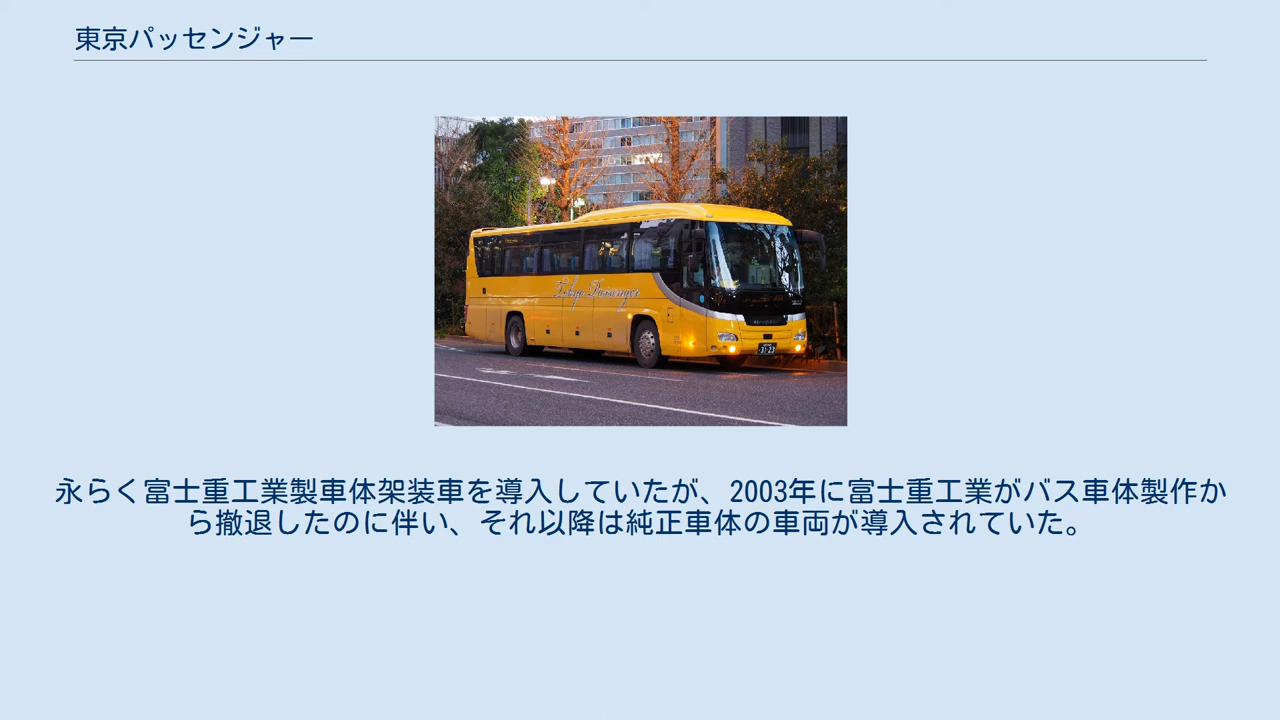 東京パッセンジャー
Tokyo Passenger
31-23
永らく富士重工業製車体架装車を導入していたが、2003年に富士重工業がバス車体製作か
ら撤退したのに伴い、それ以降は純正車体の車両が導入されていた。